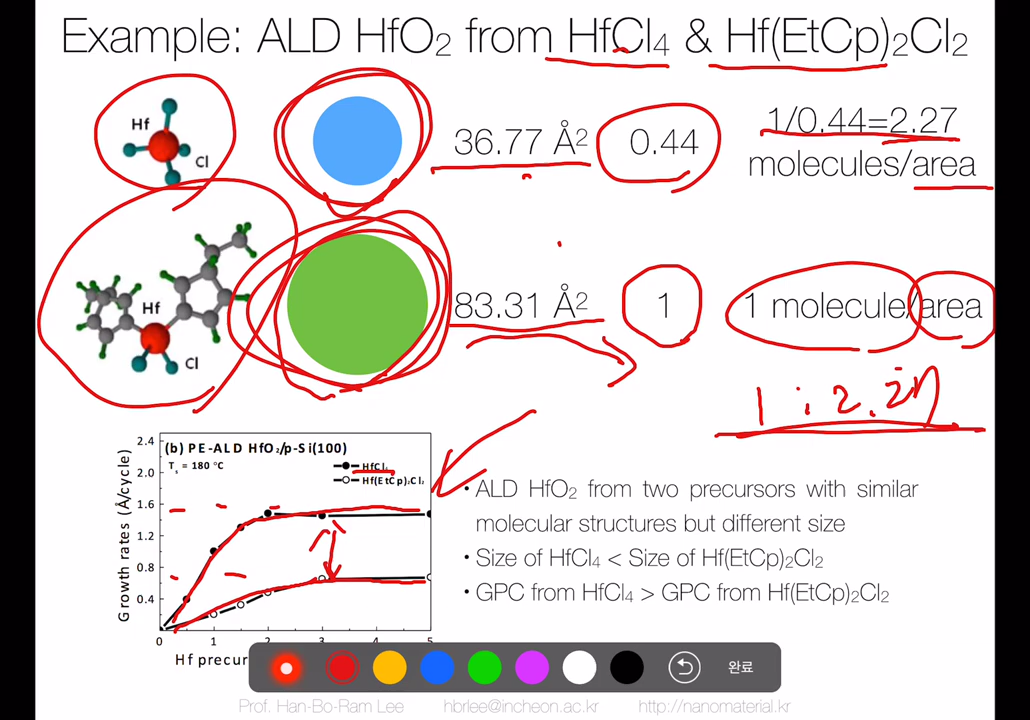 Example: ALD HfO2 from HfCl4 & Hf(EtCp)2Cl2
Hf
Cl
36.77 Å2
0.44
1/0.44=2.27
molecules/area
Hf
Cl
83.31 Å2
1
1 molecule/area
1 : 2.27
(b) PE-ALD HfO2/p-Si(100)
Ts = 180 °C
HfCl4
Hf(EtCp)2Cl2
Growth rates (Å/cycle)
2.4
2.0
1.6
1.2
0.8
0.4
0 1 2 3 4 5
Hf precur
• ALD HfO2 from two precursors with similar
molecular structures but different size
• Size of HfCl4 < Size of Hf(EtCp)2Cl2
• GPC from HfCl4 > GPC from Hf(EtCp)2Cl2
완료
Prof. Han-Bo-Ram Lee hbrlee@incheon.ac.kr http://nanomaterial.kr